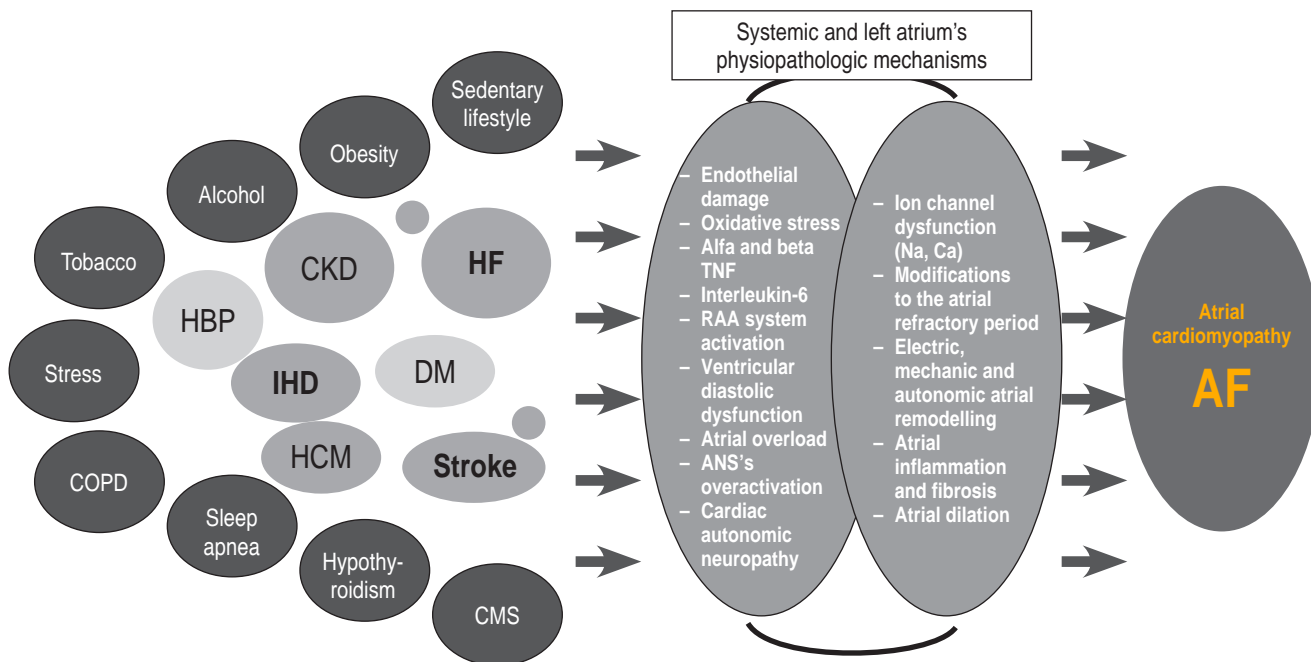 Systemic and left atrium's
physiopathologic mechanisms
Sedentary
lifestyle
Obesity
Alcohol
Tobacco
Stress
COPD
Sleep
apnea
Hypothy-
roidism
CMS
CKD
HF
HBP
IHD
DM
HCM
Stroke
– Endothelial
damage
– Oxidative stress
– Alfa and beta
TNF
– Interleukin-6
– RAA system
activation
– Ventricular
diastolic
dysfunction
– Atrial overload
– ANS's
overactivation
– Cardiac
autonomic
neuropathy
– Ion channel
dysfunction
(Na, Ca)
– Modifications
to the atrial
refractory period
– Electric,
mechanic and
autonomic atrial
remodelling
– Atrial
inflammation
and fibrosis
– Atrial dilation
Atrial
cardiomyopathy
AF